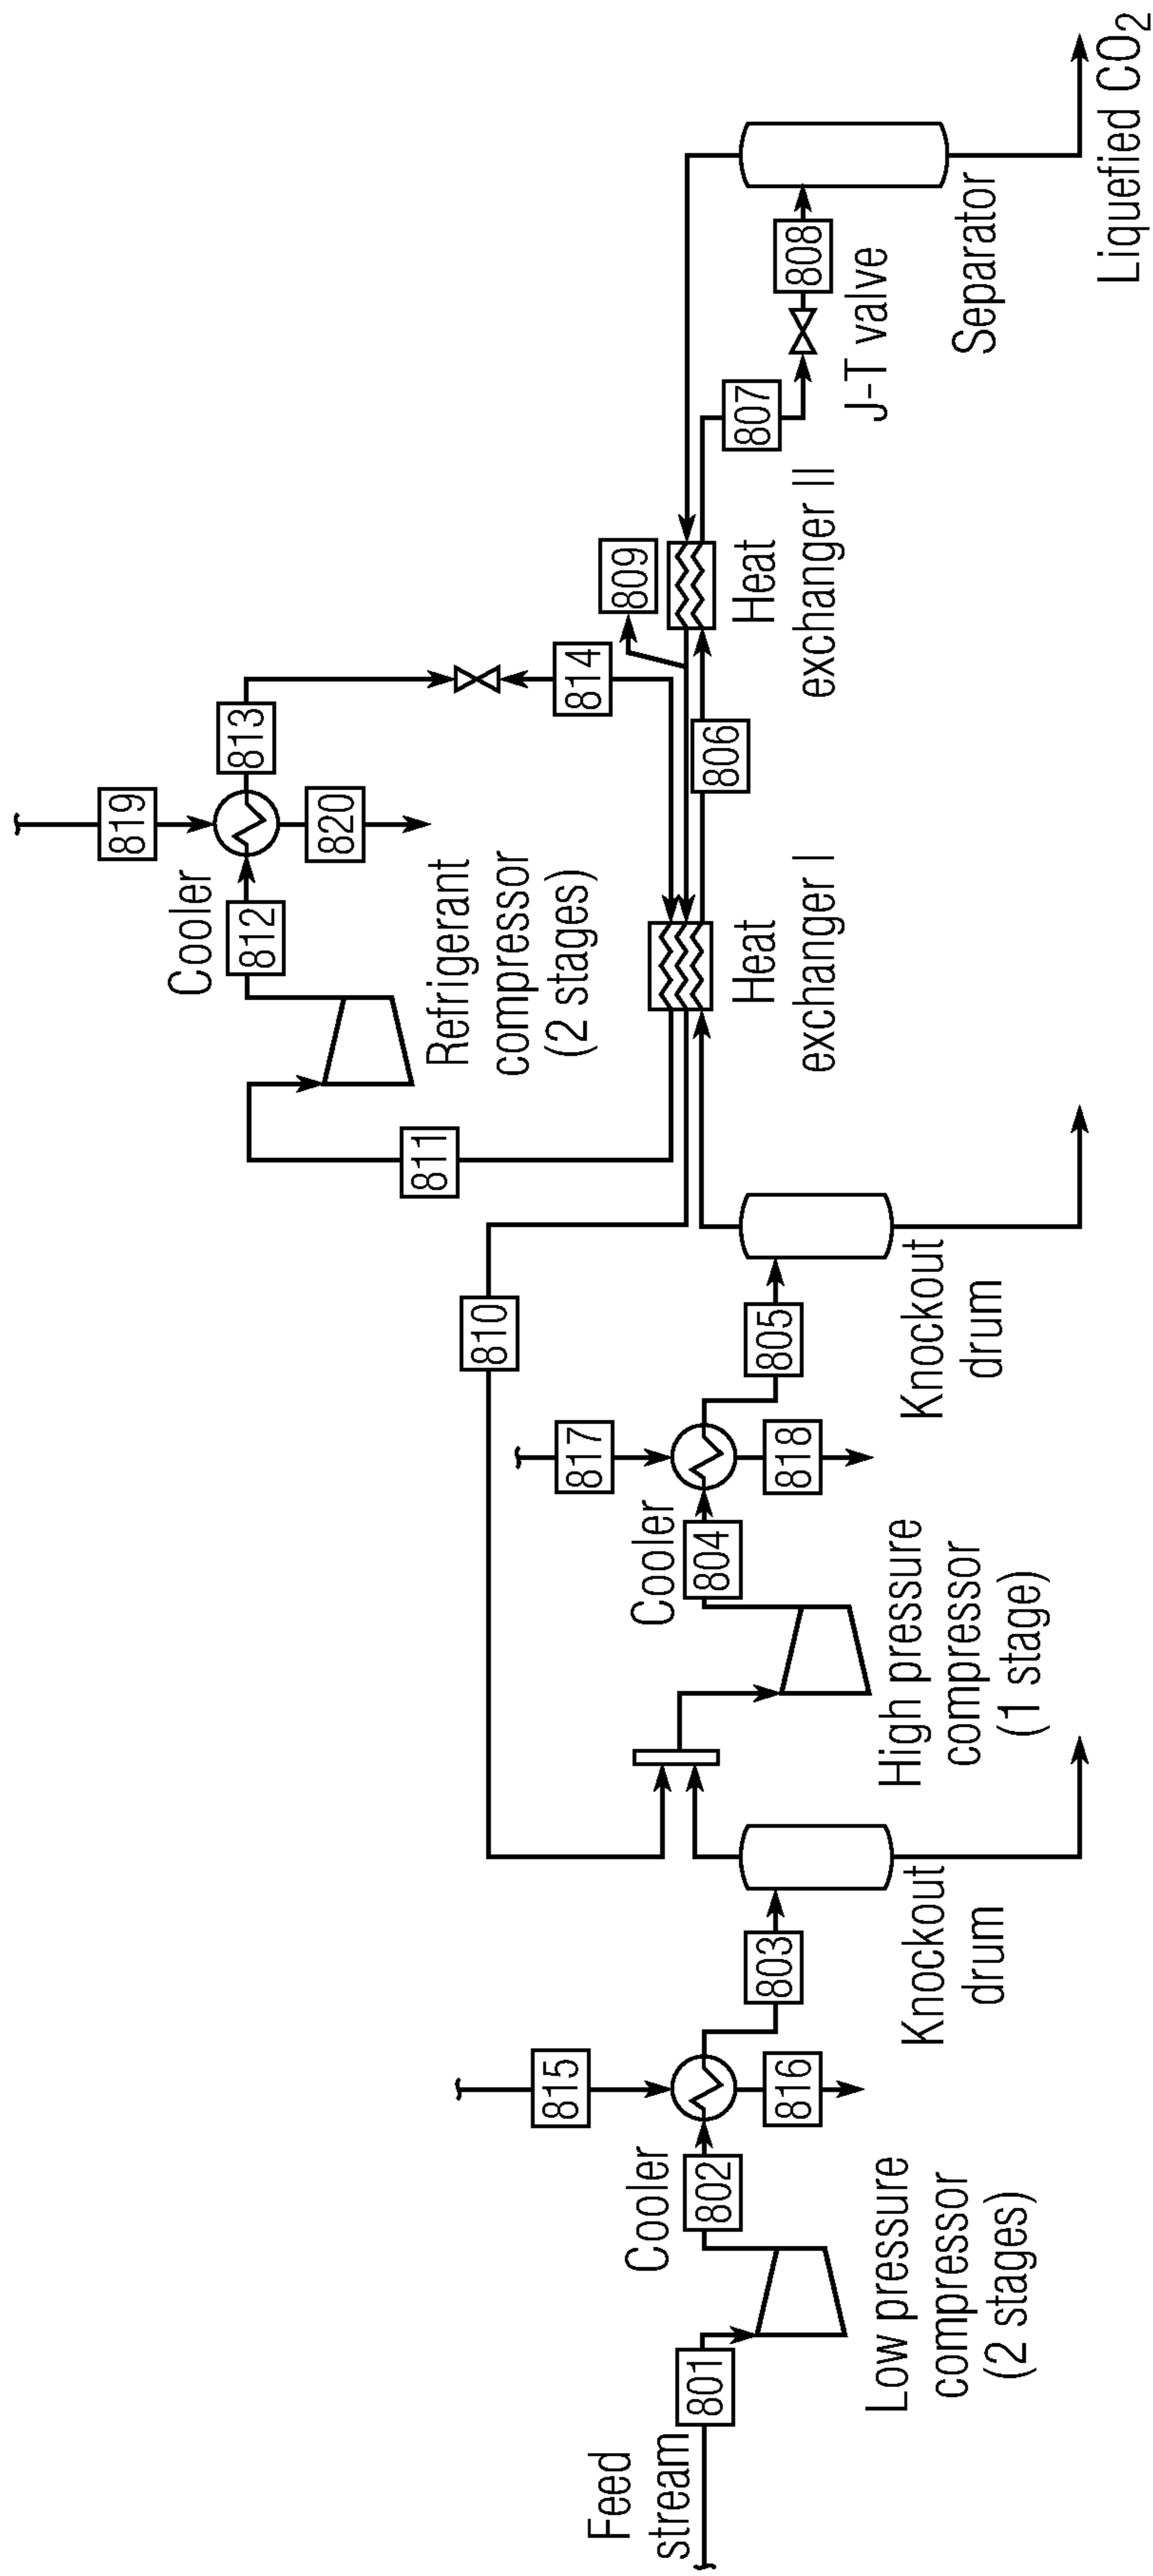 Feed
stream
801
Low pressure
compressor
(2 stages)
802
Cooler
815
816
803
Knockout
drum
High pressure
compressor
(1 stage)
804
Cooler
817
818
805
Knockout
drum
810
811
Refrigerant
compressor
(2 stages)
812
Cooler
819
820
813
814
Heat
exchanger I
806
809
Heat
exchanger II
807
J-T valve
808
Separator
Liquefied CO2